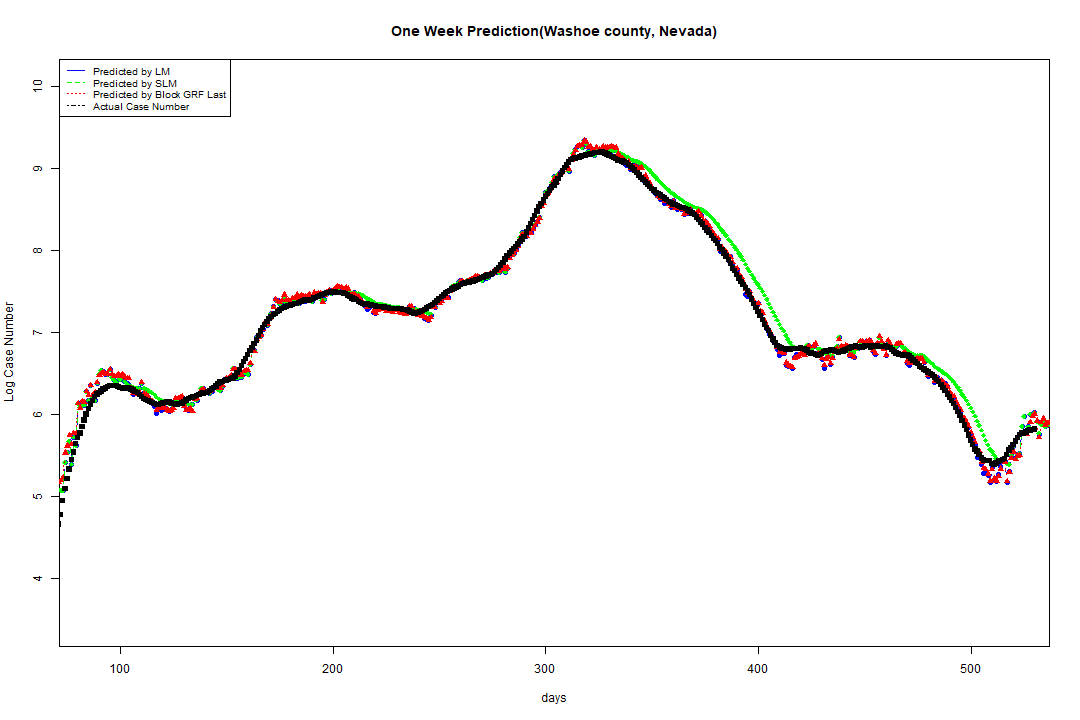 One Week Prediction(Washoe county, Nevada)
Predicted by LM
Predicted by SLM
Predicted by Block GRF Last
Actual Case Number
10
9
8
7
6
5
4
Log Case Number
100 200 300 400 500
days